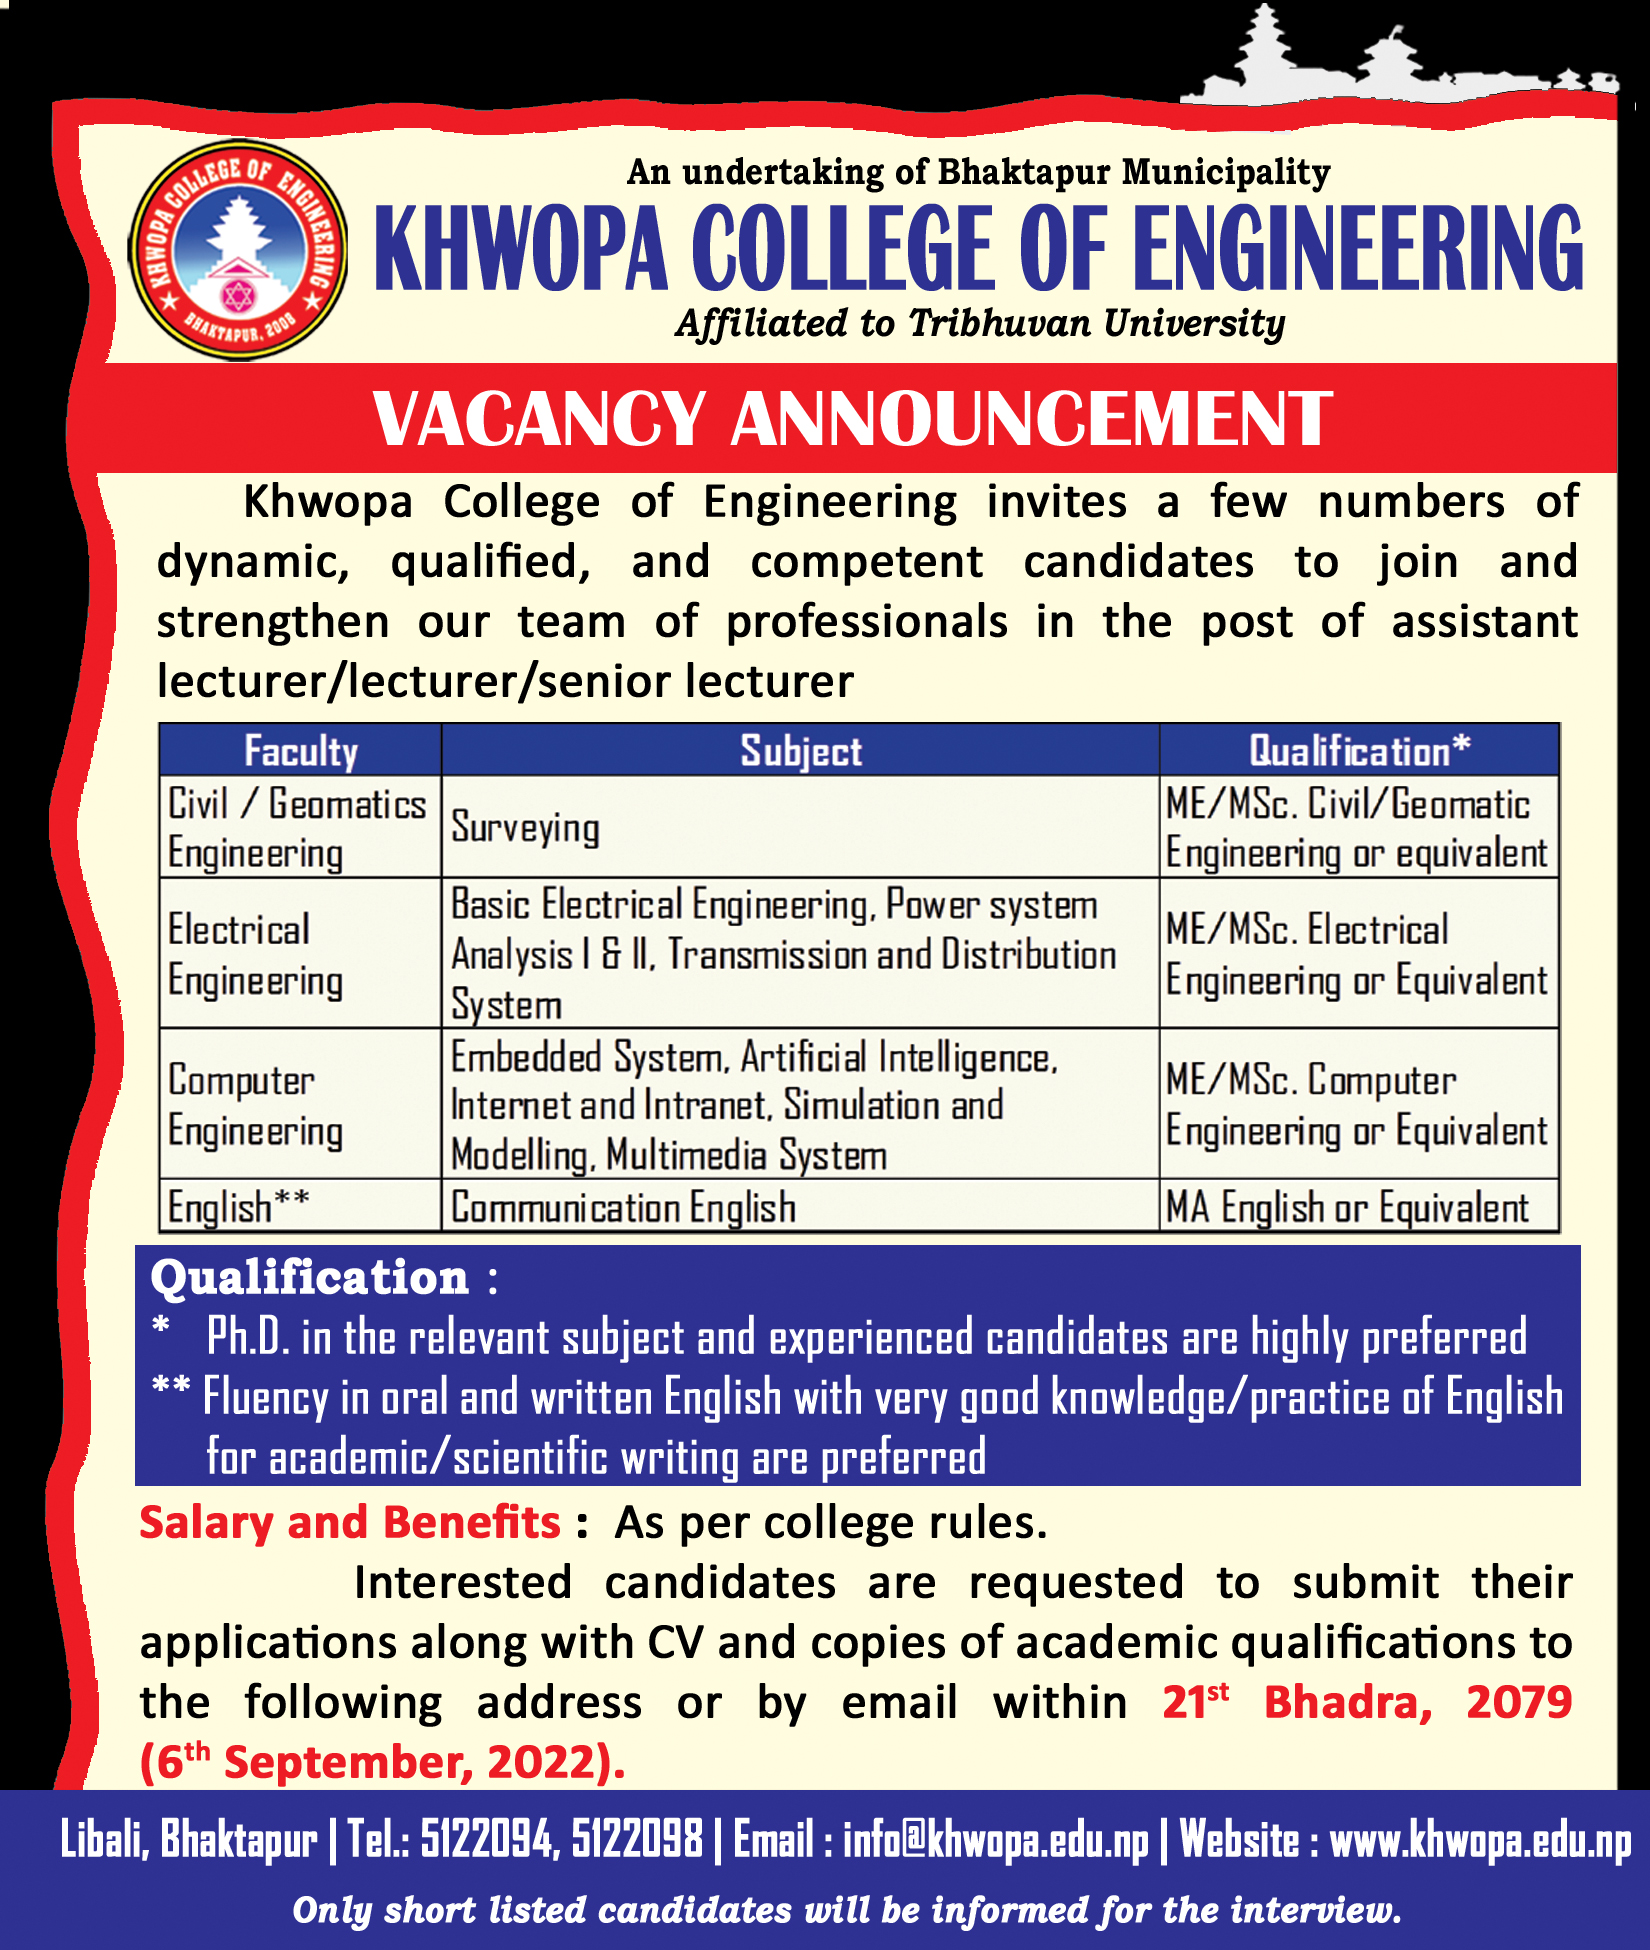 KHWOPA COLLEGE OF ENGINEERING
BHAKTAPUR, 2008
An undertaking of Bhaktapur Municipality
KHWOPA COLLEGE OF ENGINEERING
Affiliated to Tribhuvan University
VACANCY ANNOUNCEMENT
Khwopa College of Engineering invites a few numbers of
dynamic, qualified, and competent candidates to join and
strengthen our team of professionals in the post of assistant
lecturer/lecturer/senior lecturer
Faculty Subject Qualification*
Civil / Geomatics
Engineering
Surveying
ME/MSc. Civil/Geomatic
Engineering or equivalent
Electrical
Engineering
Basic Electrical Engineering, Power system
Analysis I & II, Transmission and Distribution
System
ME/MSc. Electrical
Engineering or Equivalent
Computer
Engineering
Embedded System, Artificial Intelligence,
Internet and Intranet, Simulation and
Modelling, Multimedia System
ME/MSc. Computer
Engineering or Equivalent
English** Communication English MA English or Equivalent
Qualification :
* Ph.D. in the relevant subject and experienced candidates are highly preferred
** Fluency in oral and written English with very good knowledge/practice of English
for academic/scientific writing are preferred
Salary and Benefits : As per college rules.
Interested candidates are requested to submit their
applications along with CV and copies of academic qualifications to
the following address or by email within 21st Bhadra, 2079
(6th September, 2022).
Libali, Bhaktapur | Tel.: 5122094, 5122098 | Email : info@khwopa.edu.np | Website : www.khwopa.edu.np
Only short listed candidates will be informed for the interview.